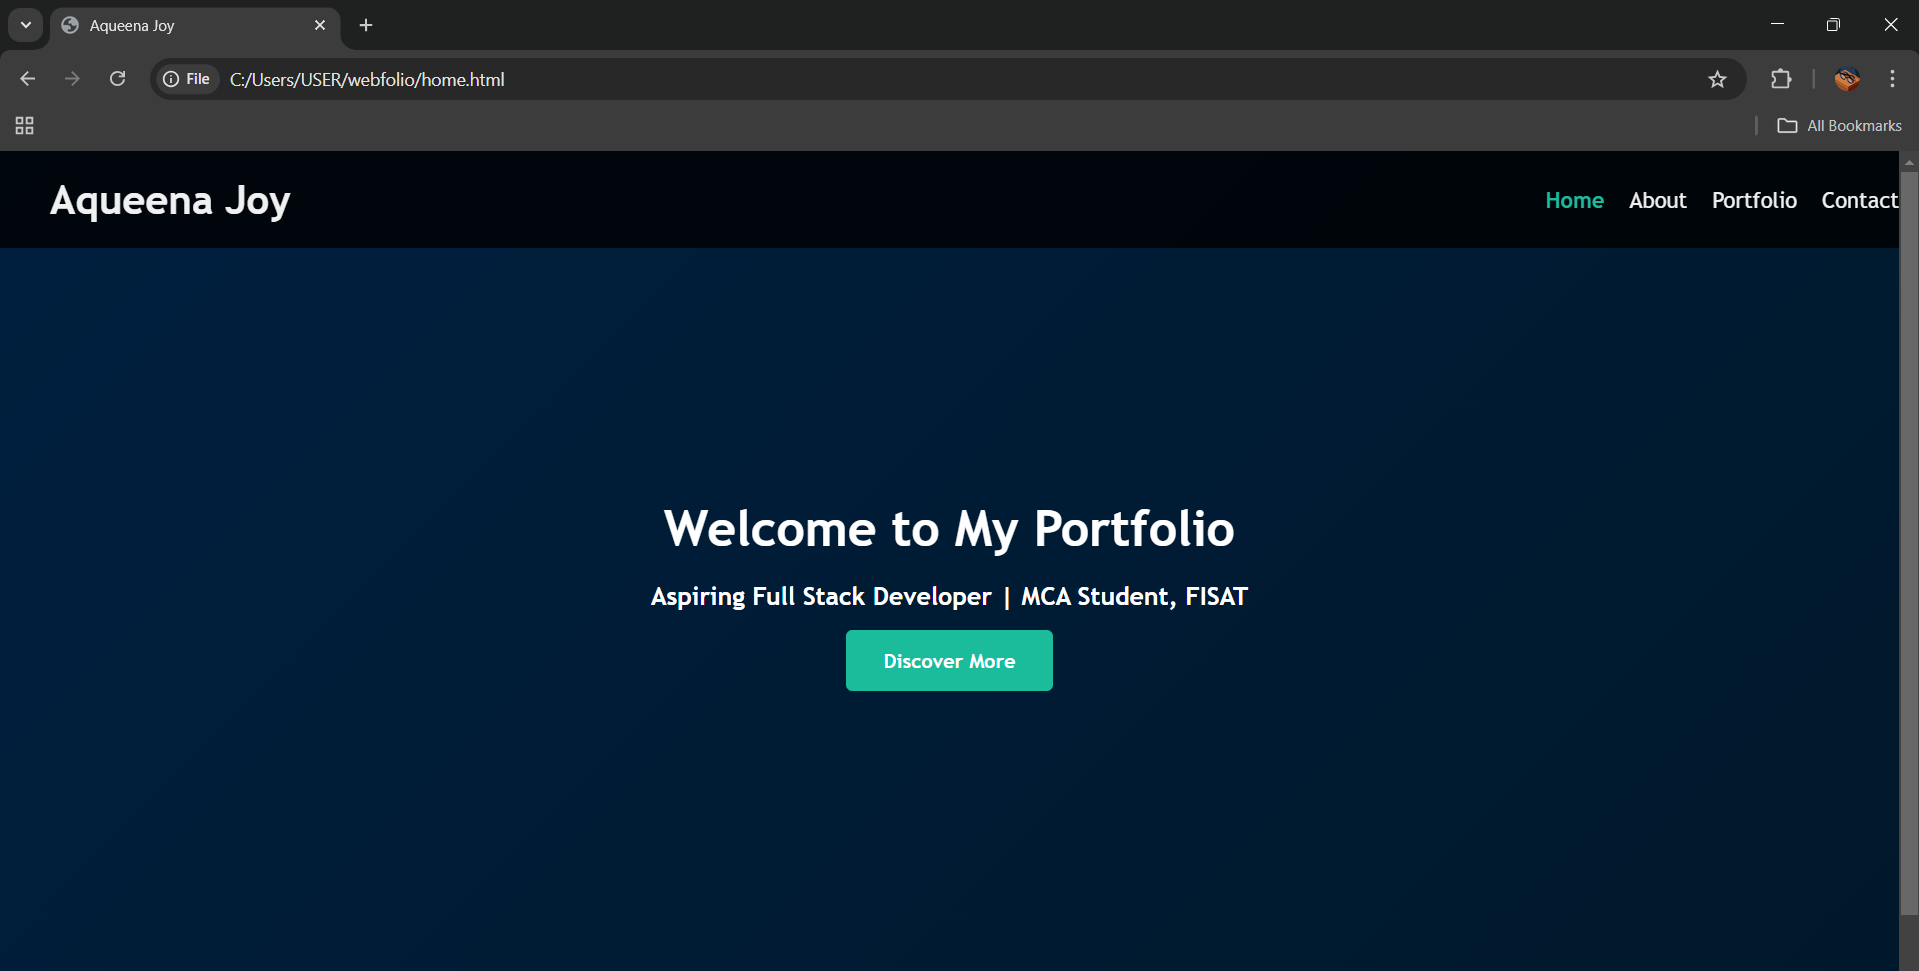 Aqueena Joy
File C:/Users/USER/webfolio/home.html
All Bookmarks
Aqueena Joy Home About Portfolio Contact
Welcome to My Portfolio
Aspiring Full Stack Developer | MCA Student, FISAT
Discover More